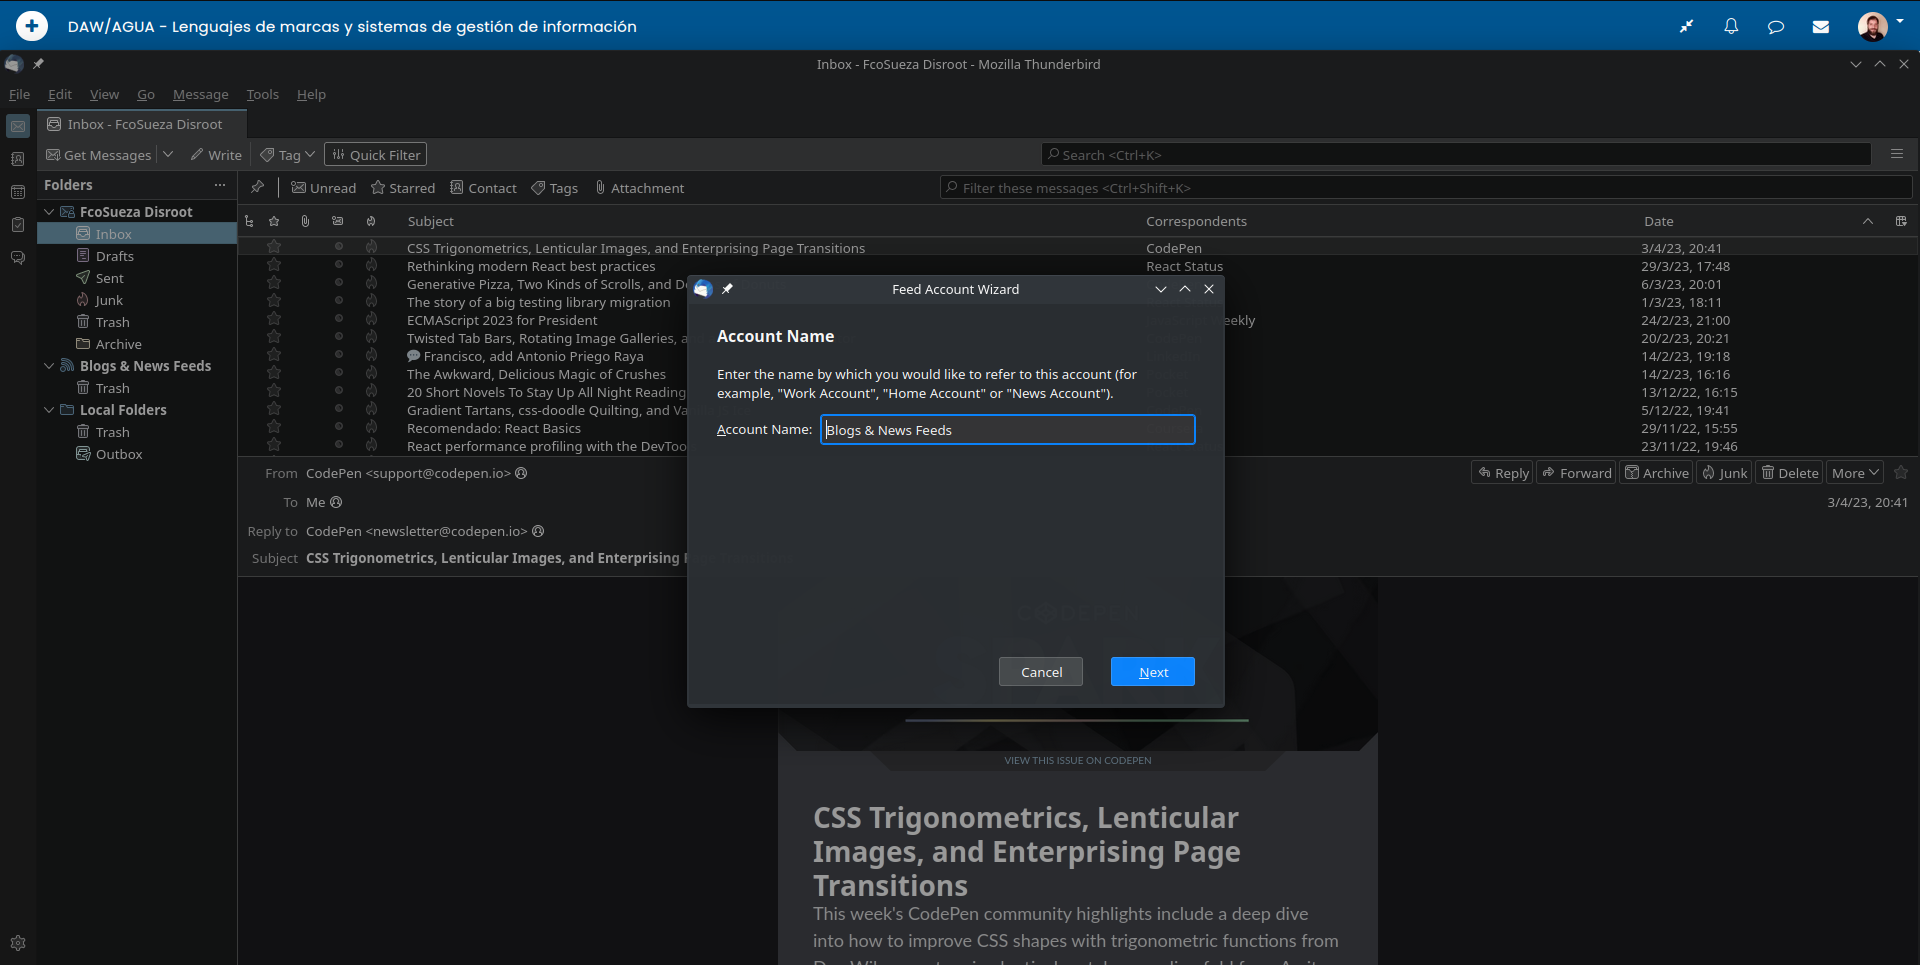 DAW/AGUA - Lenguajes de marcas y sistemas de gestión de información
Inbox - FcoSueza Disroot - Mozilla Thunderbird
File Edit View Go Message Tools Help
Inbox - FcoSueza Disroot
Get Messages Write Tag Quick Filter Search <Ctrl+K>
Folders ...
Unread Starred Contact Tags Attachment Filter these messages <Ctrl+Shift+K>
FcoSueza Disroot
Inbox
Drafts
Sent
Junk
Trash
Archive
Blogs & News Feeds
Trash
Local Folders
Trash
Outbox
Subject Correspondents Date
CSS Trigonometrics, Lenticular Images, and Enterprising Page Transitions CodePen 3/4/23, 20:41
Rethinking modern React best practices React Status 29/3/23, 17:48
Generative Pizza, Two Kinds of Scrolls, and 6/3/23, 20:01
The story of a big testing library migration 1/3/23, 18:11
ECMAScript 2023 for President 24/2/23, 21:00
Twisted Tab Bars, Rotating Image Galleries, 20/2/23, 20:21
Francisco, add Antonio Priego Raya 14/2/23, 19:18
The Awkward, Delicious Magic of Crushes 14/2/23, 16:16
20 Short Novels To Stay Up All Night Reading 13/12/22, 16:15
Gradient Tartans, css-doodle Quilting, and 5/12/22, 19:41
Recomendado: React Basics 29/11/22, 15:55
React performance profiling with the 23/11/22, 19:46
From CodePen <support@codepen.io> Reply Forward Archive Junk Delete More
To Me 3/4/23, 20:41
Reply to CodePen <newsletter@codepen.io>
Subject CSS Trigonometrics, Lenticular Images, and Enterprising
Feed Account Wizard
Account Name
Enter the name by which you would like to refer to this account (for
example, "Work Account", "Home Account" or "News Account").
Account Name: Blogs & News Feeds
Cancel Next
VIEW THIS ISSUE ON CODEPEN
CSS Trigonometrics, Lenticular
Images, and Enterprising Page
Transitions
This week's CodePen community highlights include a deep dive
into how to improve CSS shapes with trigonometric functions from